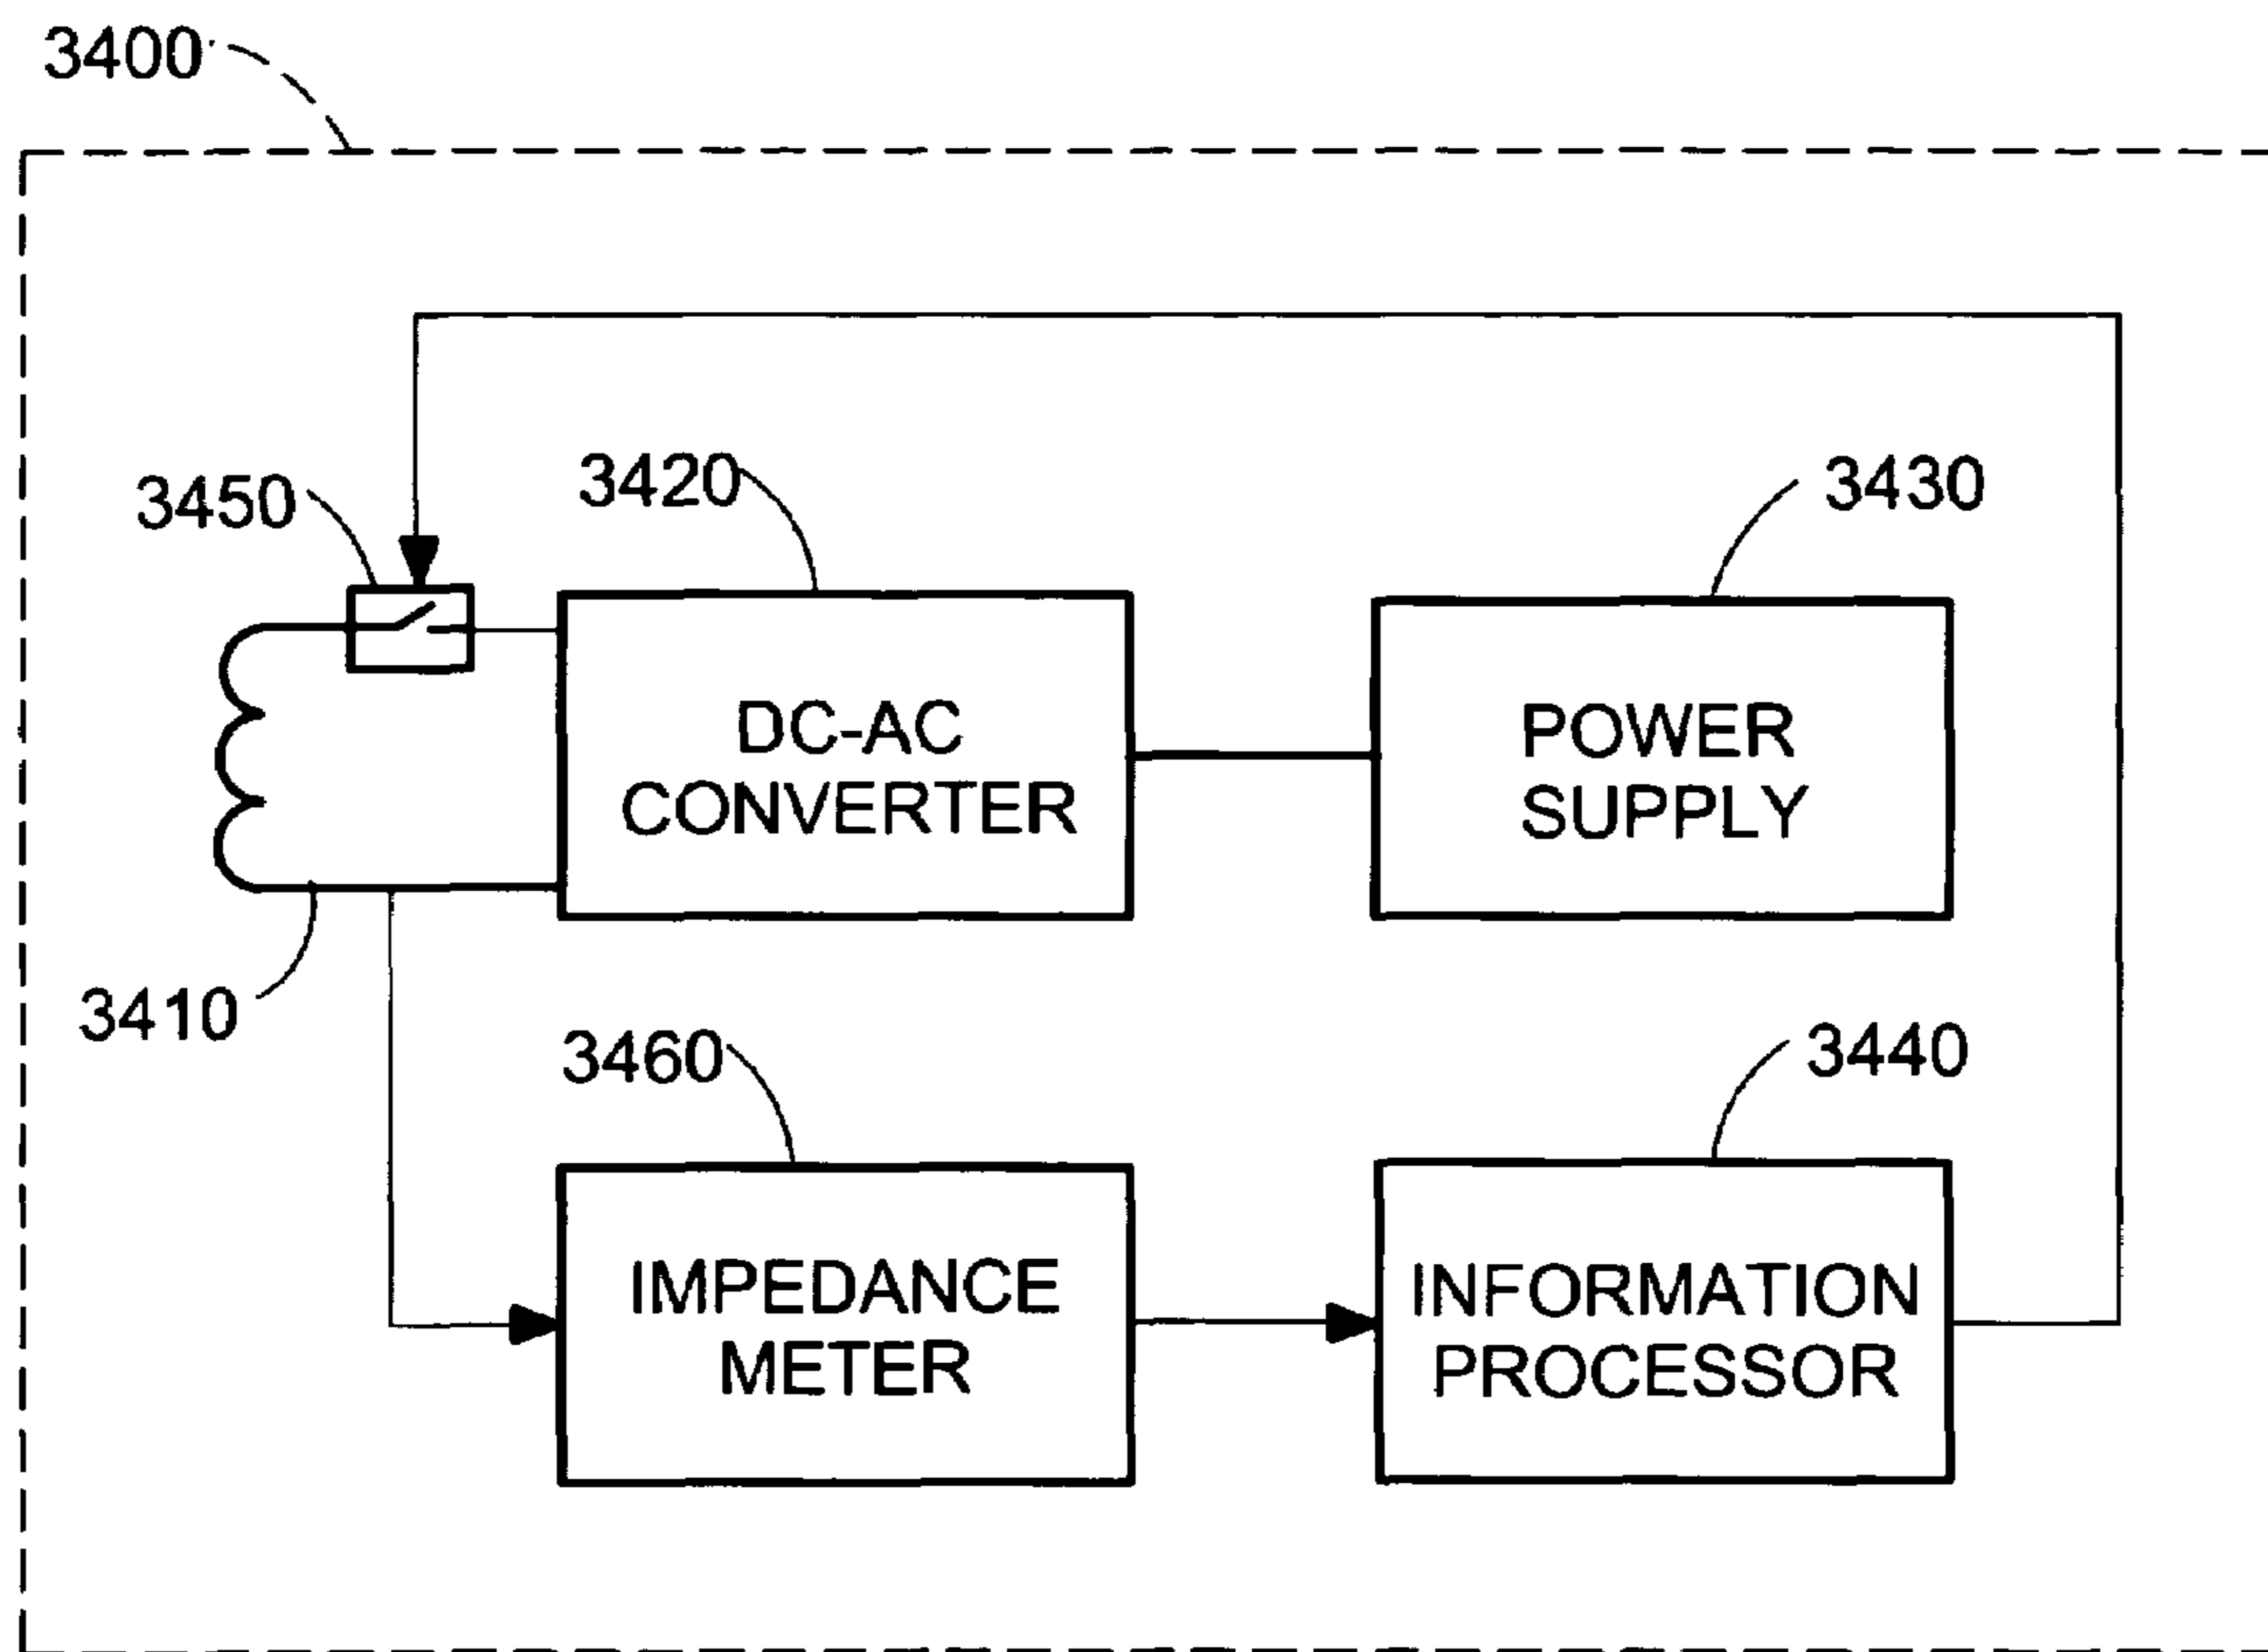 3400
3450
3420
3430
DC-AC
CONVERTER
POWER
SUPPLY
3410
3460
3440
IMPEDANCE
METER
INFORMATION
PROCESSOR